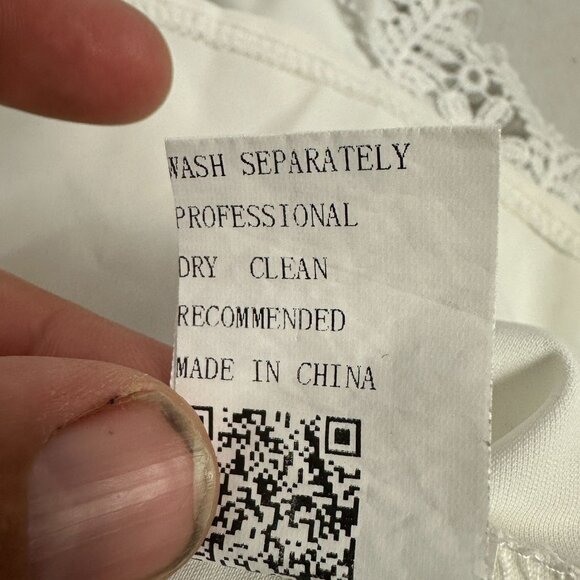 WASH SEPARATELY
PROFESSIONAL
DRY CLEAN
RECOMMENDED
MADE IN CHINA